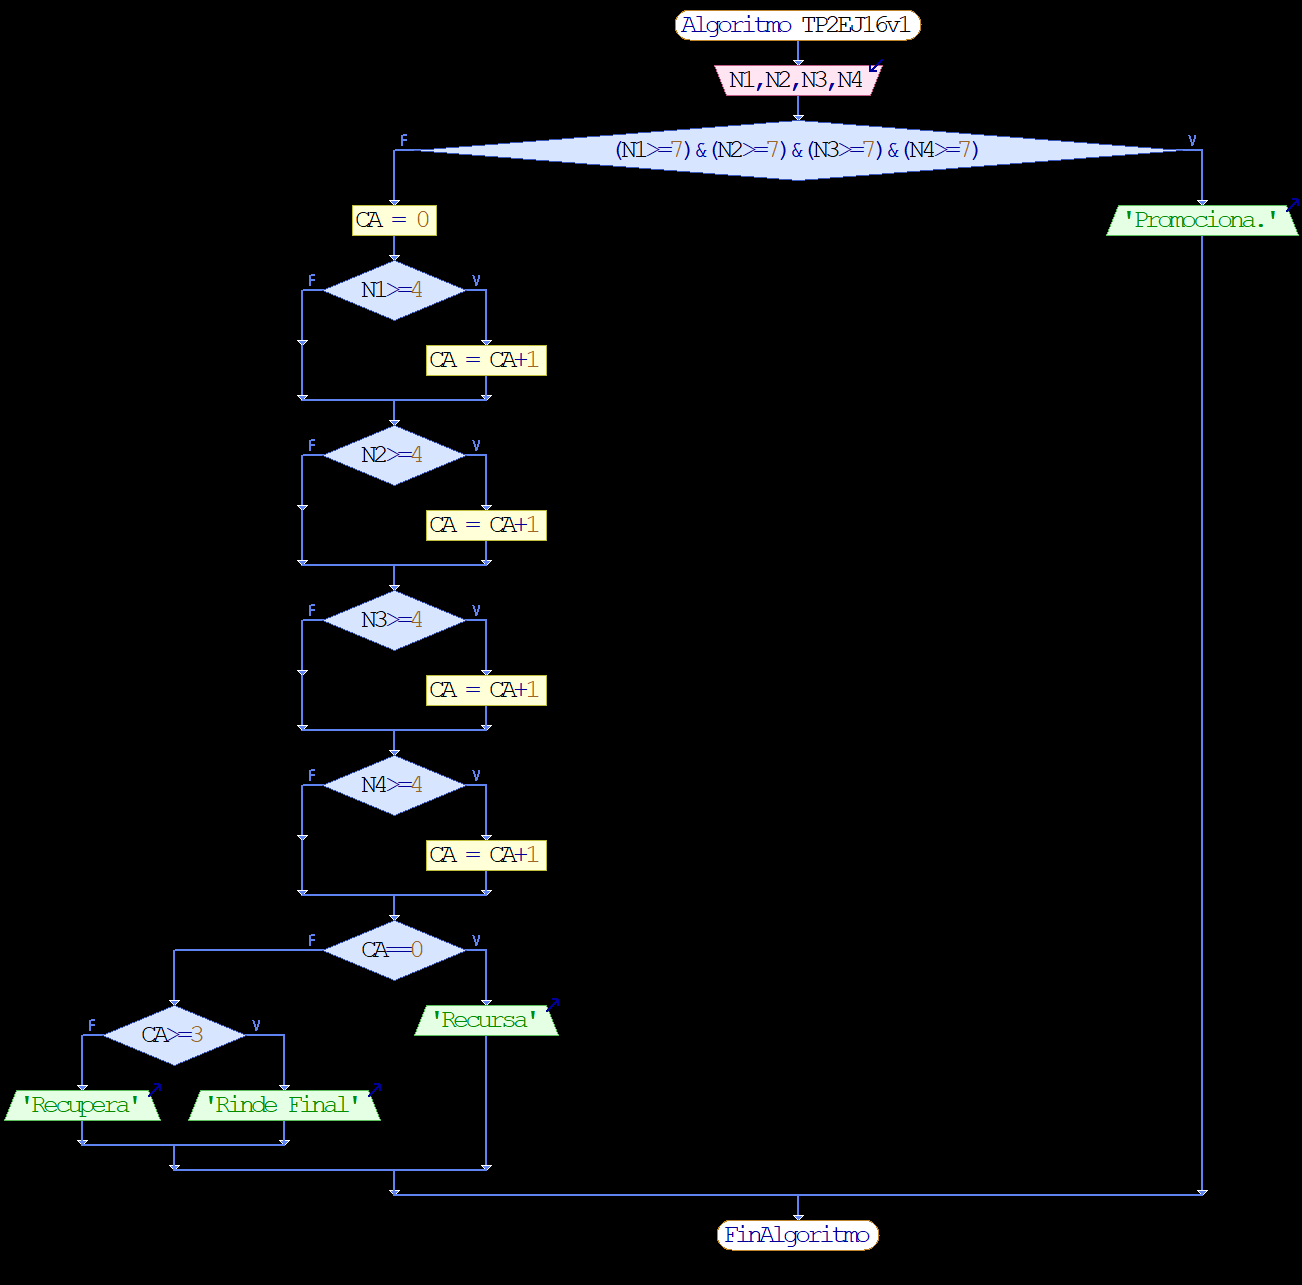 Algoritmo TP2EJ16v1
N1,N2,N3,N4
F
(N1>=7)&(N2>=7)&(N3>=7)&(N4>=7)
V
CA = 0
'Promociona.'
F
N1>=4
V
CA = CA+1
F
N2>=4
V
CA = CA+1
F
N3>=4
V
CA = CA+1
F
N4>=4
V
CA = CA+1
F
CA==0
V
'Recursa'
F
CA>=3
V
'Recupera'
'Rinde Final'
FinAlgoritmo